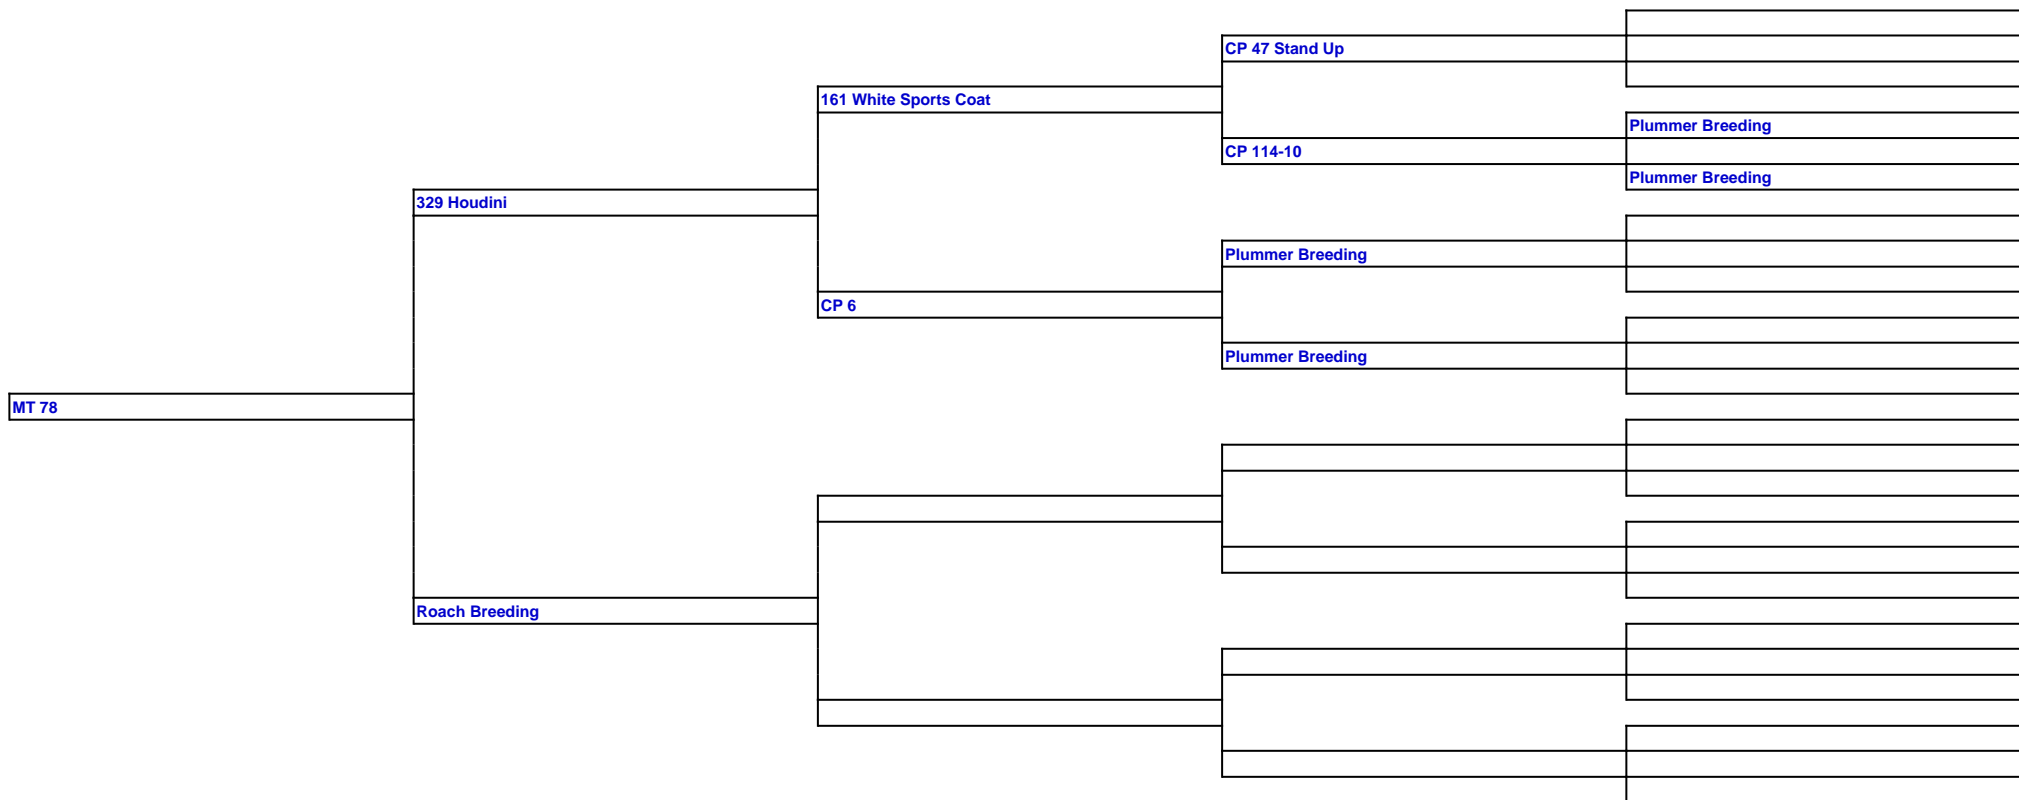 CP 47 Stand Up
161 White Sports Coat
Plummer Breeding
CP 114-10
Plummer Breeding
329 Houdini
Plummer Breeding
CP 6
Plummer Breeding
MT 78
Roach Breeding